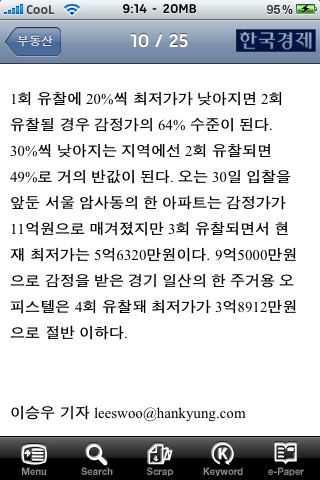 CooL 9:14 - 20MB 95%
부동산 10 / 25 한국경제
1회 유찰에 20%씩 최저가가 낮아지면 2회
유찰될 경우 감정가의 64% 수준이 된다.
30%씩 낮아지는 지역에선 2회 유찰되면
49%로 거의 반값이 된다. 오는 30일 입찰을
앞둔 서울 암사동의 한 아파트는 감정가가
11억원으로 매겨졌지만 3회 유찰되면서 현
재 최저가는 5억6320만원이다. 9억5000만원
으로 감정을 받은 경기 일산의 한 주거용 오
피스텔은 4회 유찰돼 최저가가 3억8912만원
으로 절반 이하다.
이승우 기자 leeswoo@hankyung.com
Menu Search Scrap Keyword e-Paper